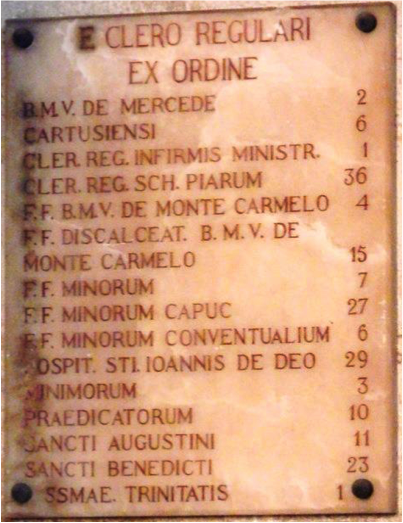 E CLERO REGULARI
EX ORDINE
B.M.V. DE MERCEDE 2
CARTUSIENSI 6
CLER. REG. INFIRMIS MINISTR. 1
CLER. REG. SCH. PIARUM 36
F.F. B.M.V. DE MONTE CARMELO 4
F.F. DISCALCEAT. B.M.V. DE
MONTE CARMELO 15
F.F. MINORUM 7
F.F. MINORUM CAPUC 27
F.F. MINORUM CONVENTUALIUM 6
HOSPIT. STI. IOANNIS DE DEO 29
MINIMORUM 3
PRAEDICATORUM 10
SANCTI AUGUSTINI 11
SANCTI BENEDICTI 23
SSMAE. TRINITATIS 1